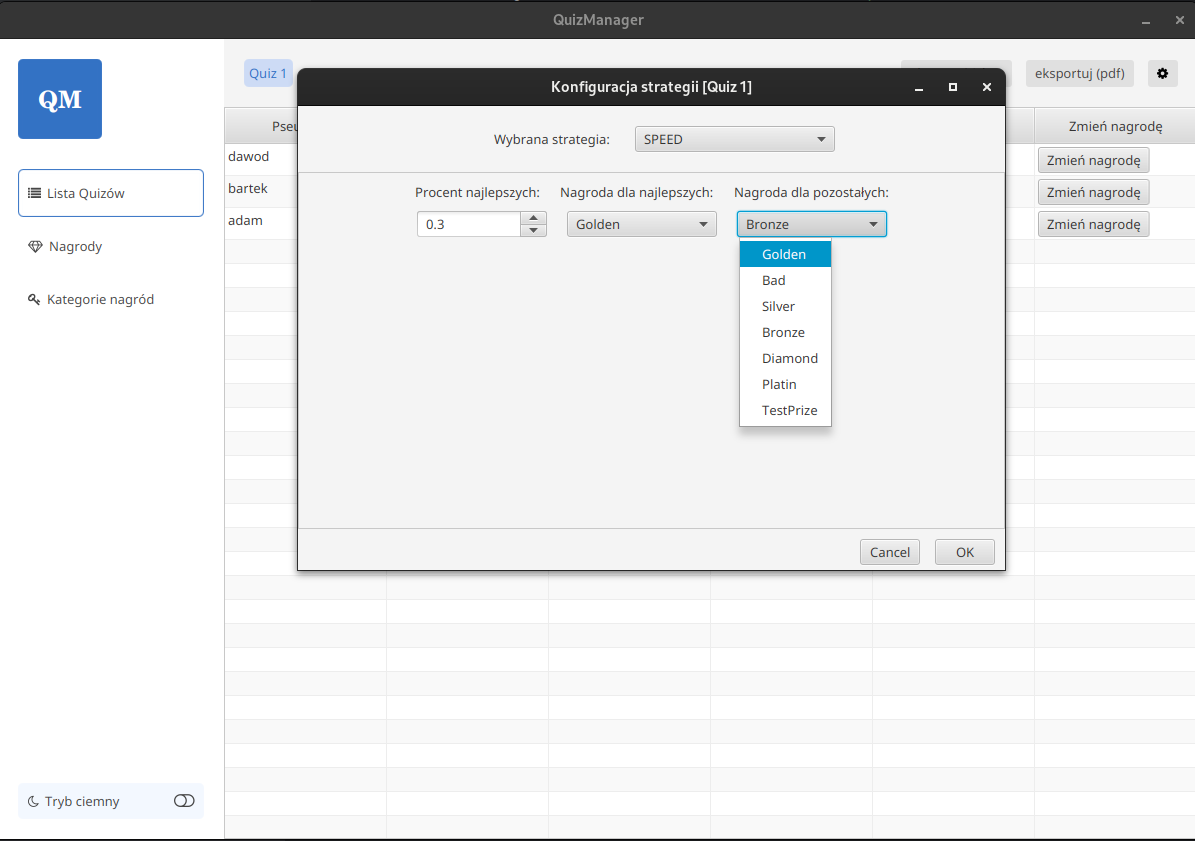 QuizManager
QM
Lista Quizów
Nagrody
Kategorie nagród
Tryb ciemny
Quiz 1
eksportuj (pdf)
Zmień nagrodę
dawod
Zmień nagrodę
bartek
Zmień nagrodę
adam
Zmień nagrodę
Konfiguracja strategii [Quiz 1]
Wybrana strategia:
SPEED
Procent najlepszych:
Nagroda dla najlepszych:
Nagroda dla pozostałych:
0.3
Golden
Bronze
Golden
Bad
Silver
Bronze
Diamond
Platin
TestPrize
Cancel
OK